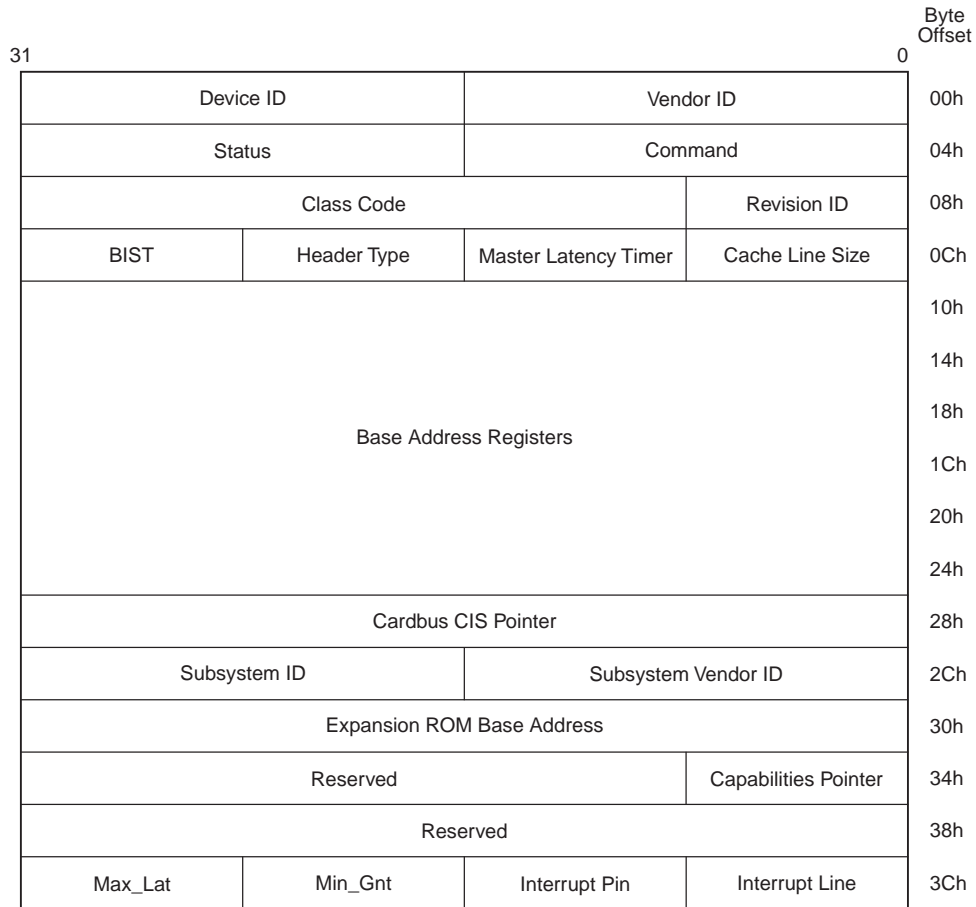 Byte
Offset
31 0
Device ID Vendor ID 00h
Status Command 04h
Class Code Revision ID 08h
BIST Header Type Master Latency Timer Cache Line Size 0Ch
10h
14h
18h
Base Address Registers
1Ch
20h
24h
Cardbus CIS Pointer 28h
Subsystem ID Subsystem Vendor ID 2Ch
Expansion ROM Base Address 30h
Reserved Capabilities Pointer 34h
Reserved 38h
Max_Lat Min_Gnt Interrupt Pin Interrupt Line 3Ch